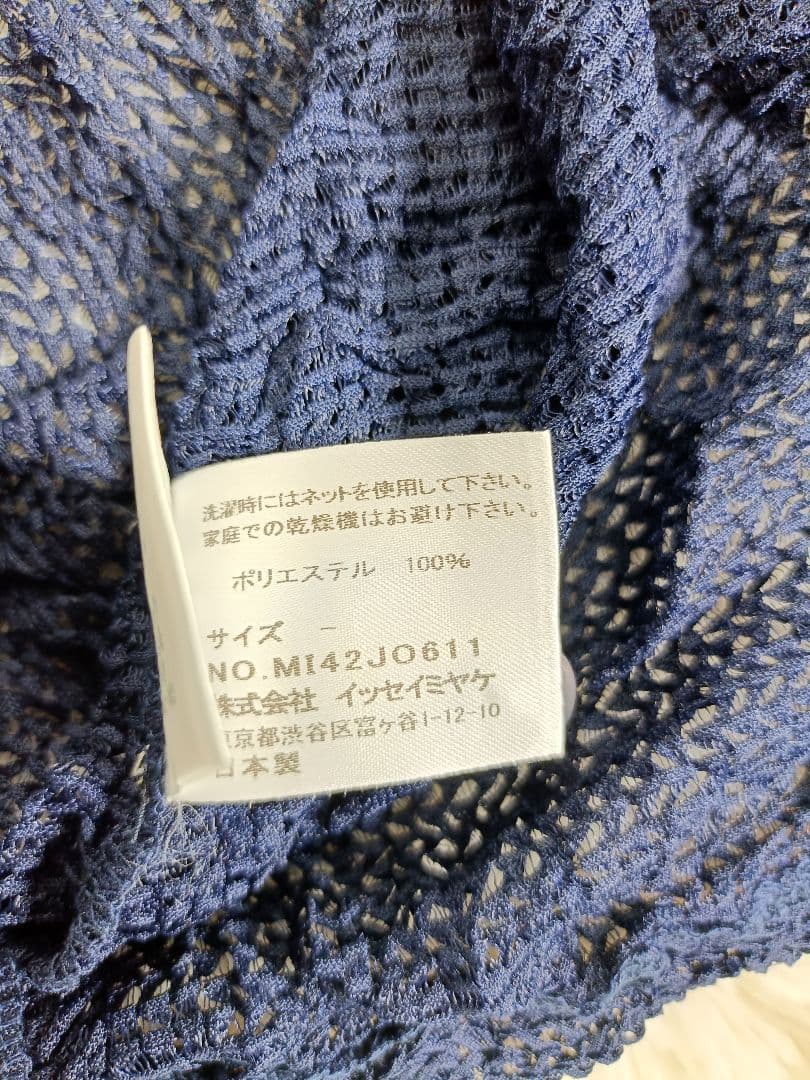 洗濯時にはネットを使用して下さい。
家庭での乾燥機はお避け下さい。
ポリエステル 100%
サイズ －
NO.MI42JO611
株式会社 イッセイミヤケ
東京都渋谷区富ヶ谷1-12-10
日本製